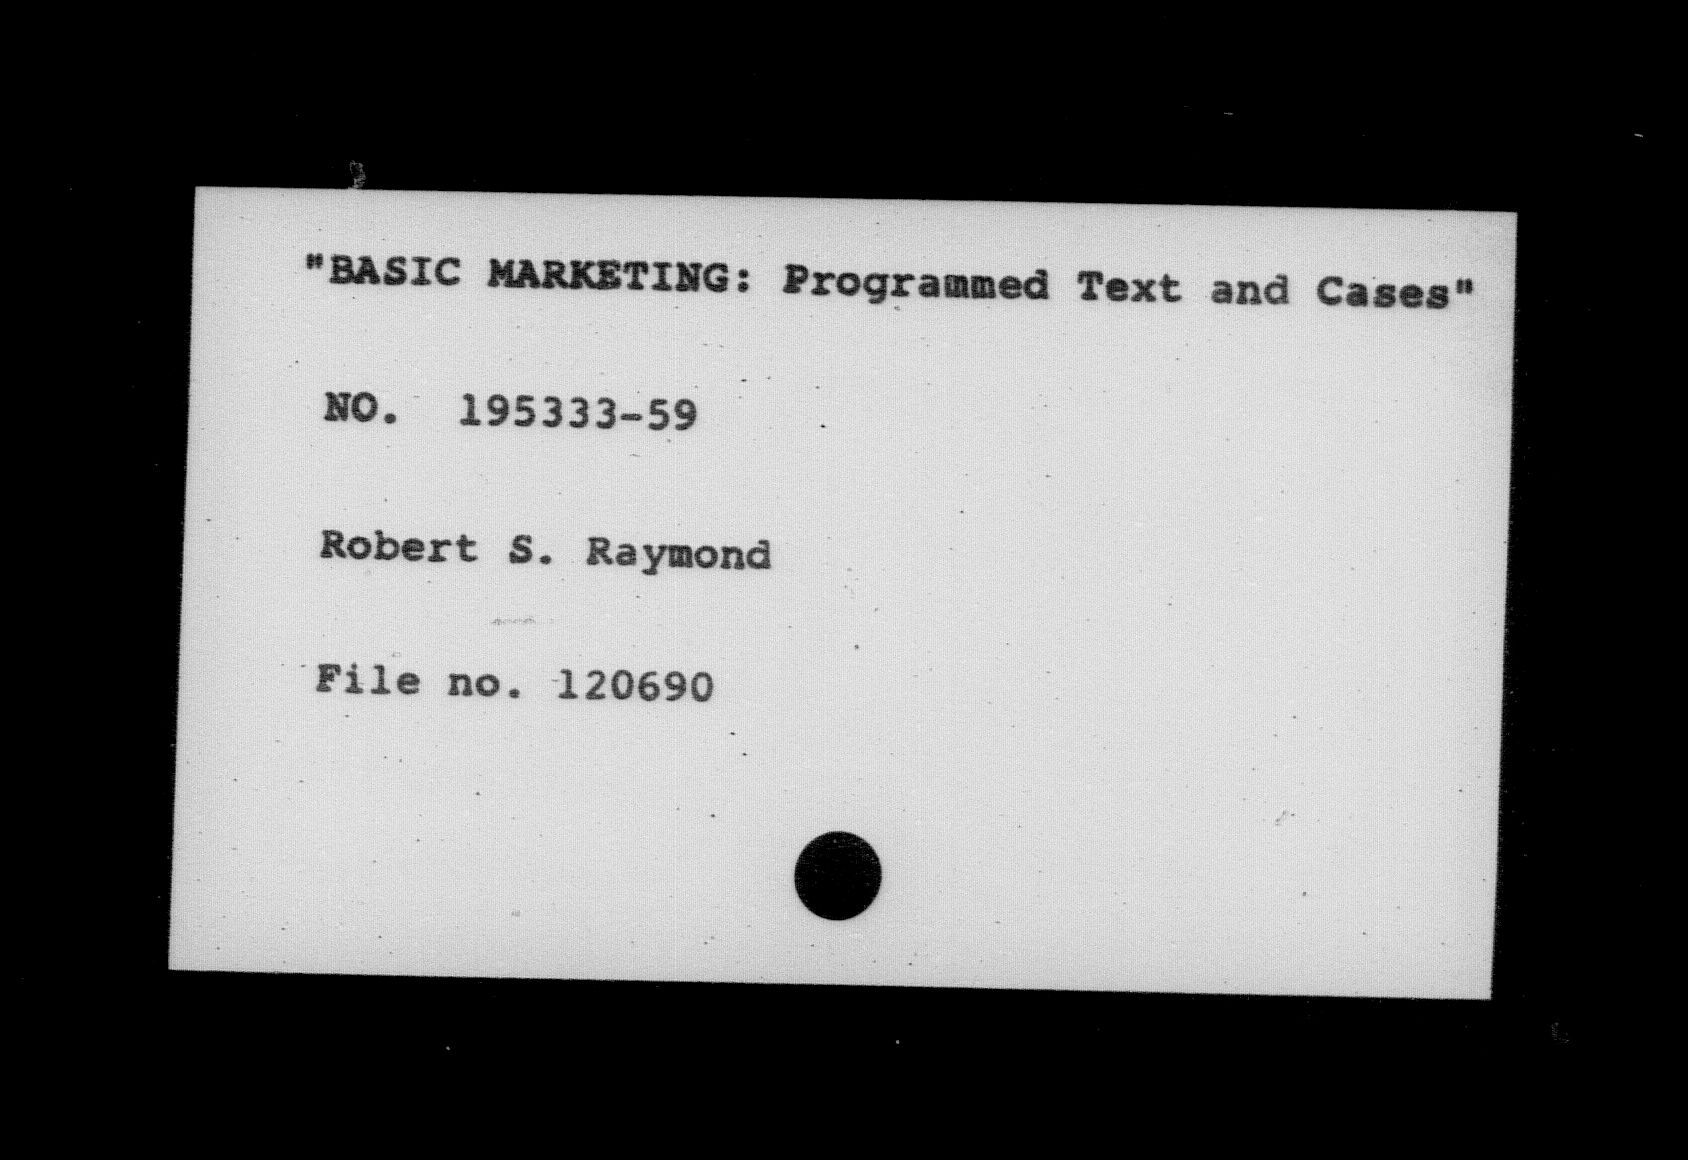 "BASIC MARKETING: Programmed Text and Cases"
NO. 195333-59
Robert S. Raymond
File no. 120690